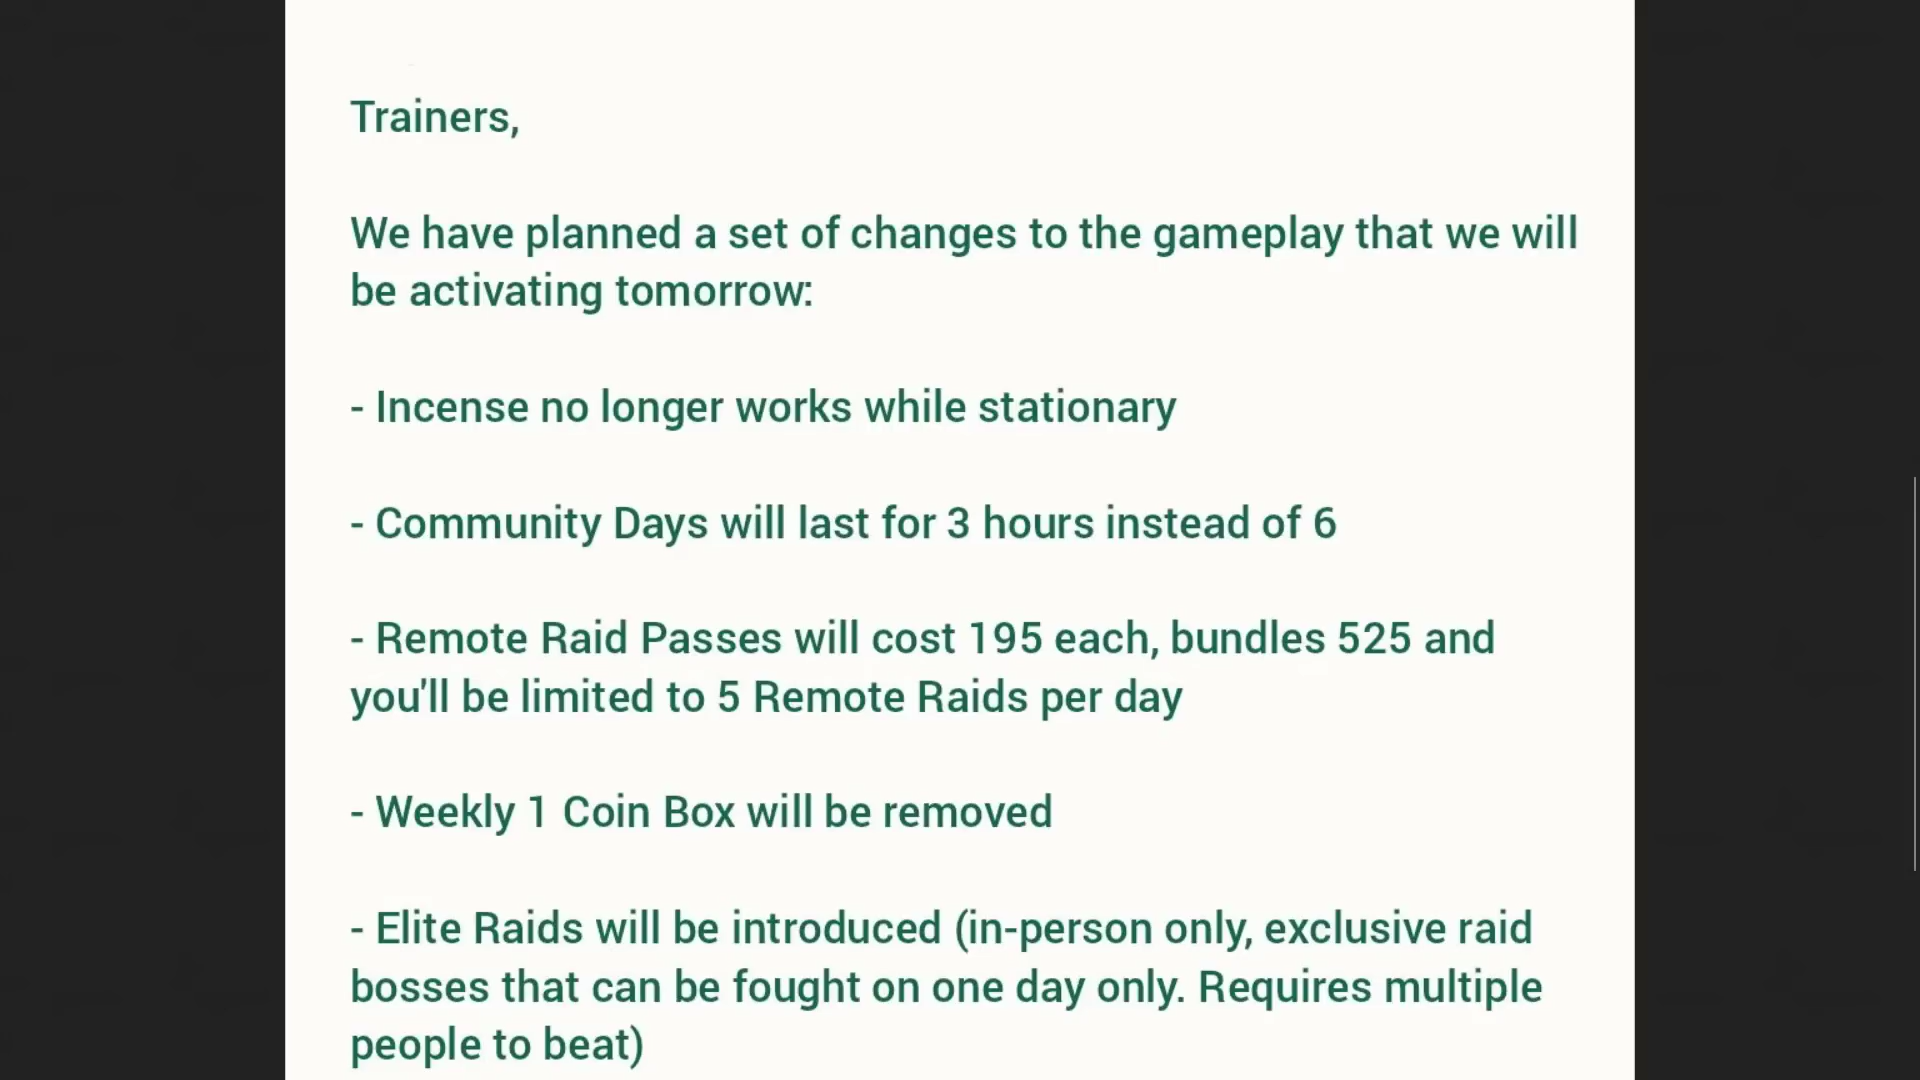 Trainers,
We have planned a set of changes to the gameplay that we will
be activating tomorrow:
- Incense no longer works while stationary
- Community Days will last for 3 hours instead of 6
- Remote Raid Passes will cost 195 each, bundles 525 and
you'll be limited to 5 Remote Raids per day
- Weekly 1 Coin Box will be removed
- Elite Raids will be introduced (in-person only, exclusive raid
bosses that can be fought on one day only. Requires multiple
people to beat)